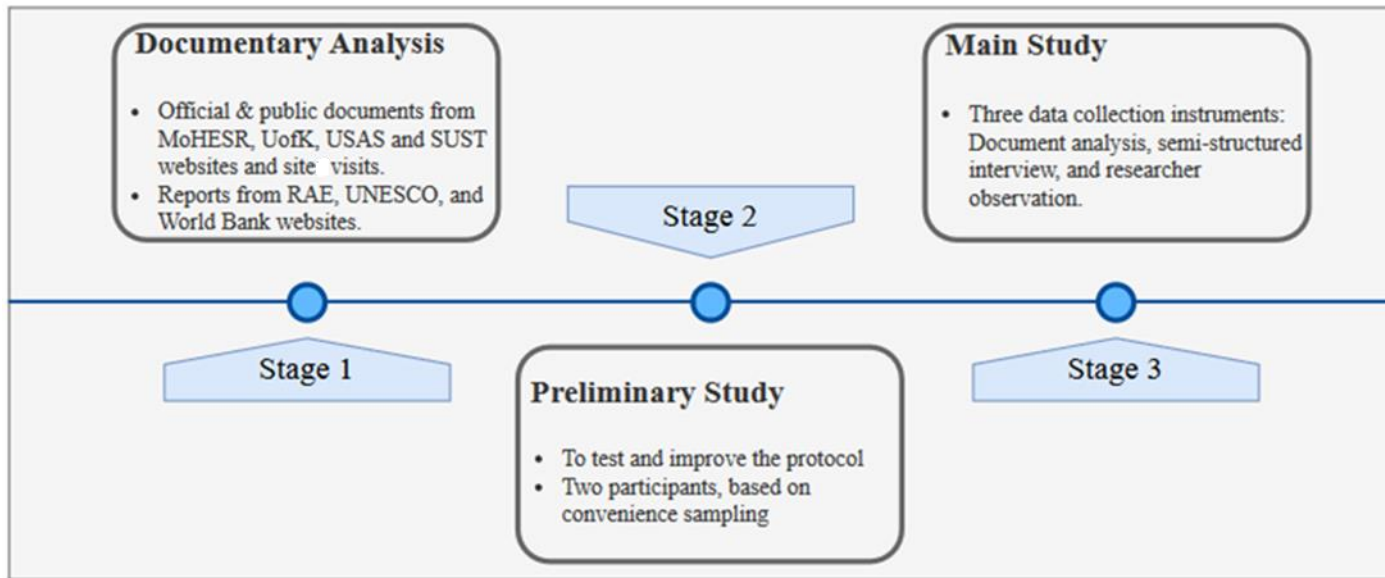 Documentary Analysis
• Official & public documents from
MoHESR, UofK, USAS and SUST
websites and site visits.
• Reports from RAE, UNESCO, and
World Bank websites.
Stage 1
Stage 2
Preliminary Study
• To test and improve the protocol
• Two participants, based on
convenience sampling
Main Study
• Three data collection instruments:
Document analysis, semi-structured
interview, and researcher
observation.
Stage 3